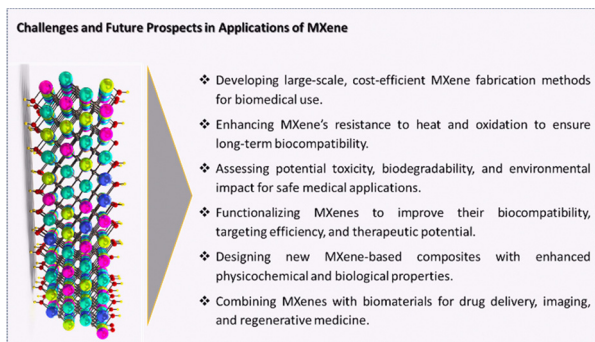 Challenges and Future Prospects in Applications of MXene
❖ Developing large-scale, cost-efficient MXene fabrication methods
for biomedical use.
❖ Enhancing MXene's resistance to heat and oxidation to ensure
long-term biocompatibility.
❖ Assessing potential toxicity, biodegradability, and environmental
impact for safe medical applications.
❖ Functionalizing MXenes to improve their biocompatibility,
targeting efficiency, and therapeutic potential.
❖ Designing new MXene-based composites with enhanced
physicochemical and biological properties.
❖ Combining MXenes with biomaterials for drug delivery, imaging,
and regenerative medicine.